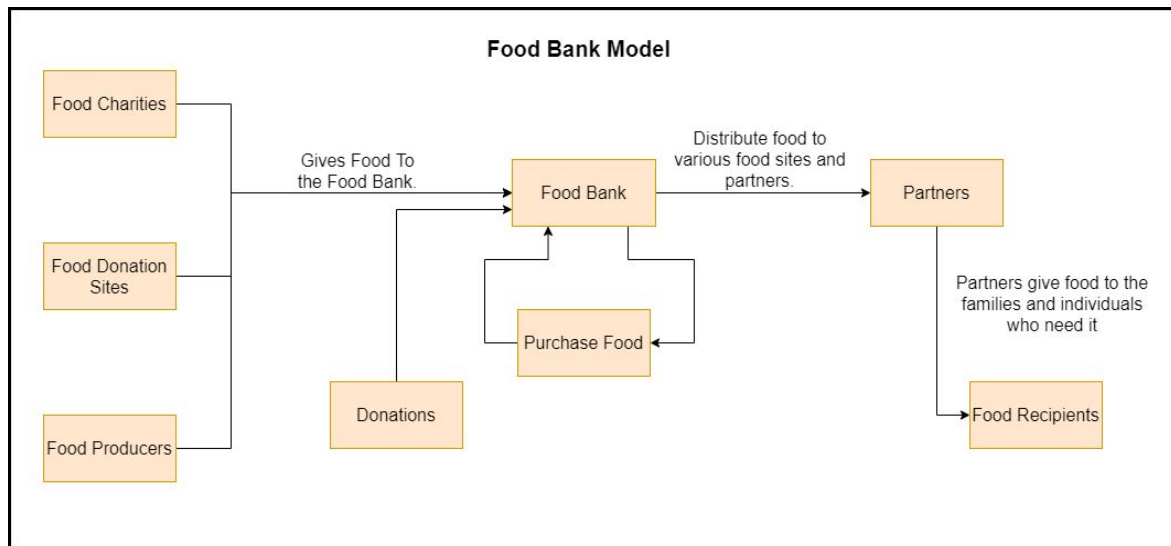 Food Bank Model
Food Charities
Gives Food To
the Food Bank.
Food Bank
Distribute food to
various food sites and
partners.
Partners
Food Donation
Sites
Purchase Food
Partners give food to the
families and individuals
who need it
Donations
Food Recipients
Food Producers